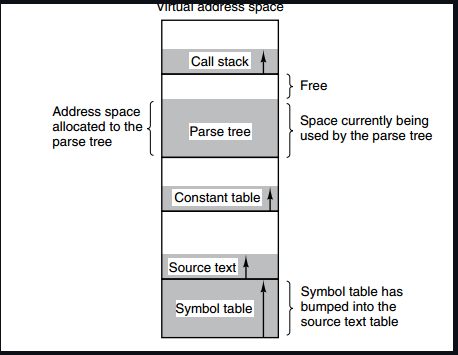 Virtual address space
Call stack
Free
Address space
allocated to the
parse tree
Parse tree
Space currently being
used by the parse tree
Constant table
Source text
Symbol table
Symbol table has
bumped into the
source text table